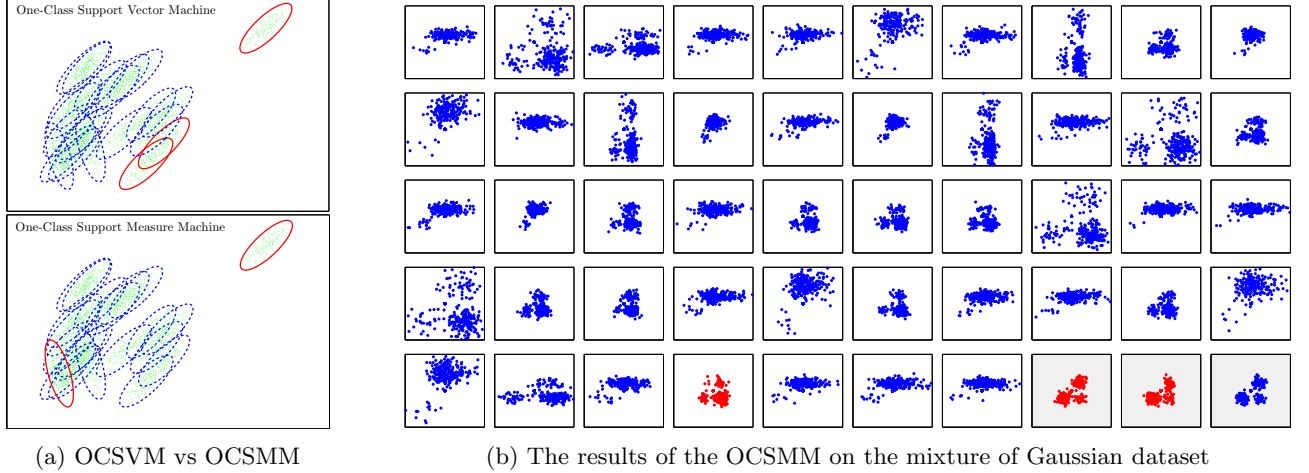 One-Class Support Vector Machine
One-Class Support Measure Machine
(a) OCSVM vs OCSMM
(b) The results of the OCSMM on the mixture of Gaussian dataset